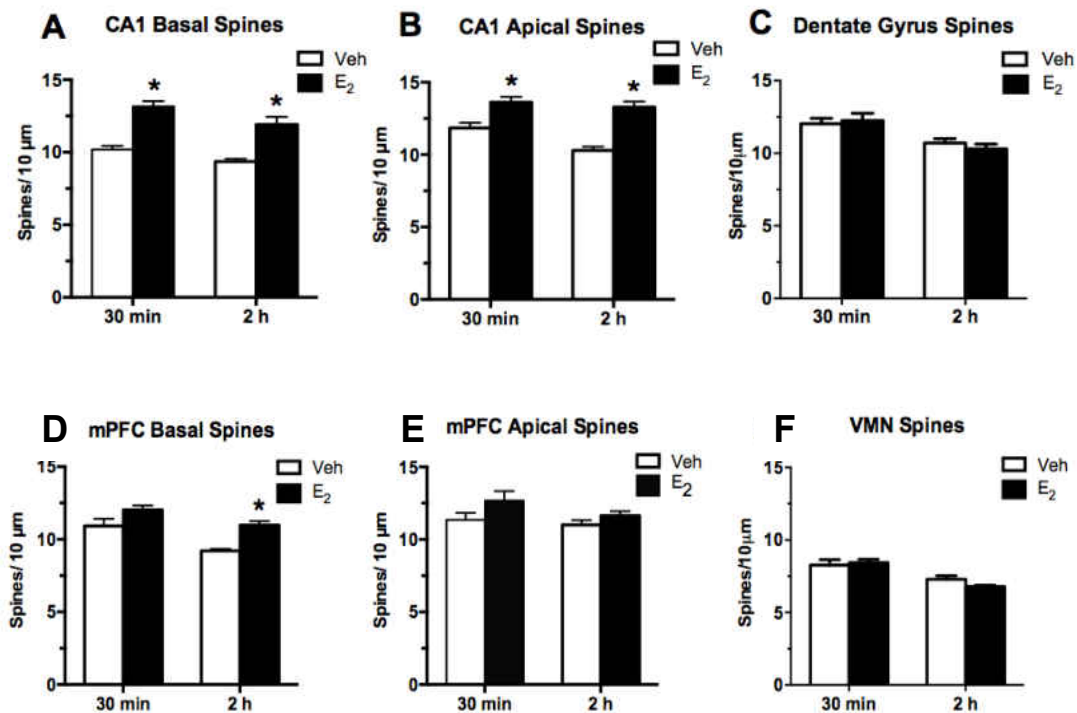 A CA1 Basal Spines
Veh
E₂
*
*
15
10
5
0
Spines/ 10 µm
30 min 2 h
B CA1 Apical Spines
Veh
E₂
*
*
15
10
5
0
Spines/ 10 µm
30 min 2 h
C Dentate Gyrus Spines
Veh
E₂
15
10
5
0
Spines/10µm
30 min 2 h
D mPFC Basal Spines
Veh
E₂
*
15
10
5
0
Spines/ 10 µm
30 min 2 h
E mPFC Apical Spines
Veh
E₂
15
10
5
0
Spines/ 10 µm
30 min 2 h
F VMN Spines
Veh
E₂
15
10
5
0
Spines/10µm
30 min 2 h